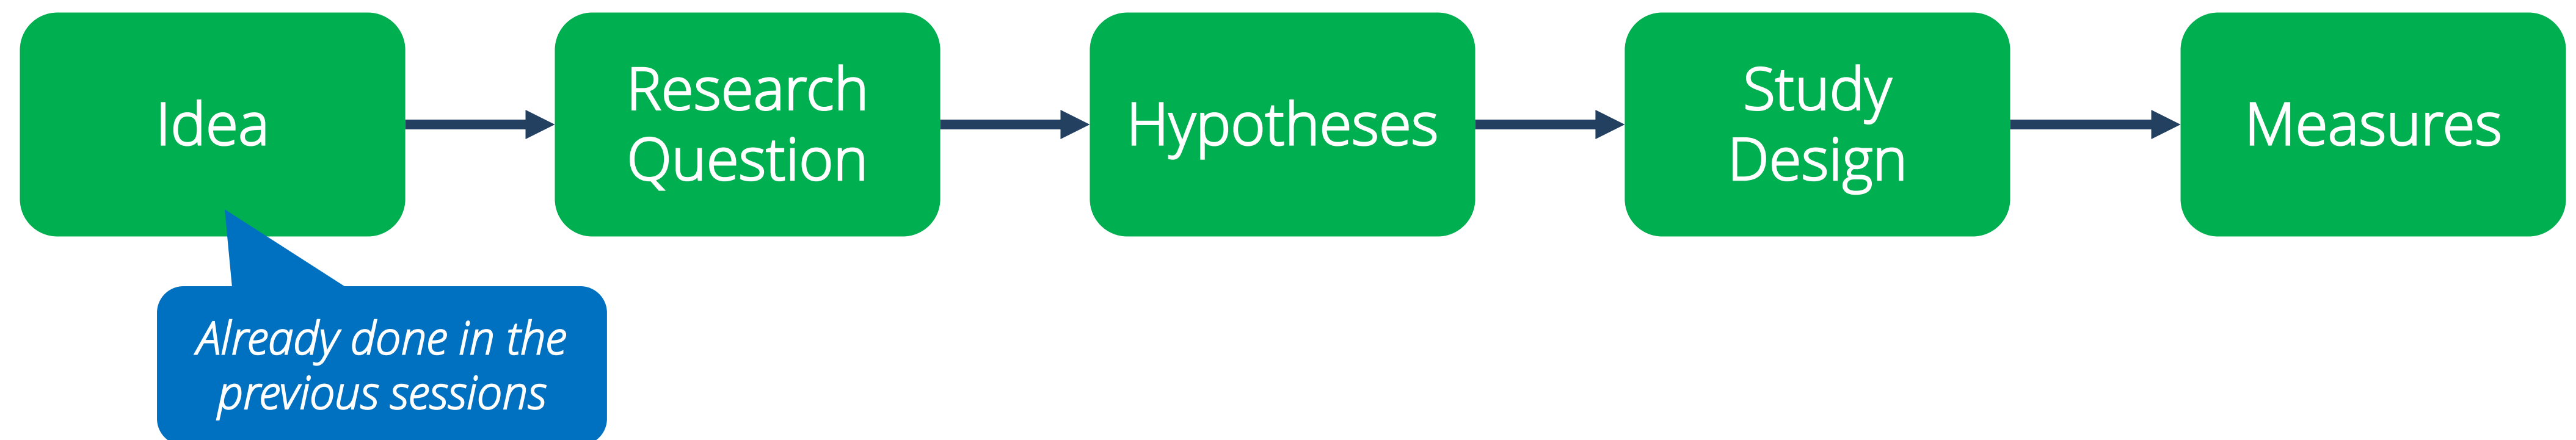 Idea
Research
Question
Hypotheses
Study
Design
Measures
Already done in the
previous sessions